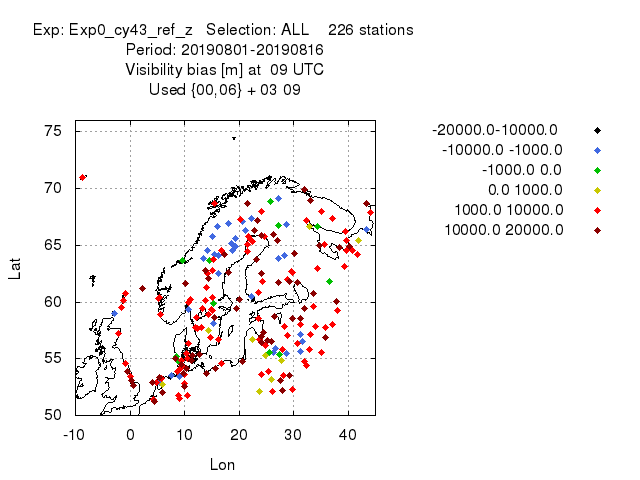 Exp: Exp0_cy43_ref_z Selection: ALL 226 stations
Period: 20190801-20190816
Visibility bias [m] at 09 UTC
Used {00,06} + 03 09
-20000.0-10000.0
-10000.0 -1000.0
-1000.0 0.0
0.0 1000.0
1000.0 10000.0
10000.0 20000.0
75
70
65
60
55
50
Lat
-10 0 10 20 30 40
Lon